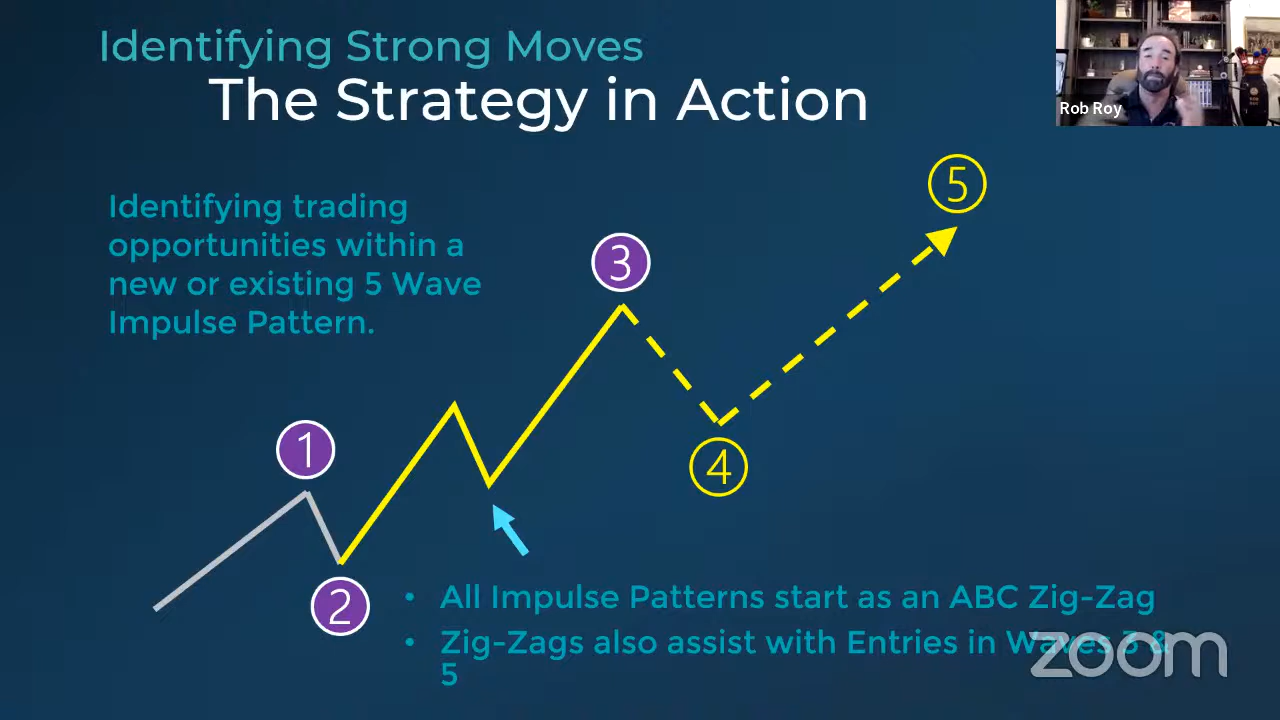 Identifying Strong Moves
The Strategy in Action
Rob Roy
Identifying trading
opportunities within a
new or existing 5 Wave
Impulse Pattern.
5
3
1
4
2
• All Impulse Patterns start as an ABC Zig-Zag
• Zig-Zags also assist with Entries in Waves 3 &
5
zoom